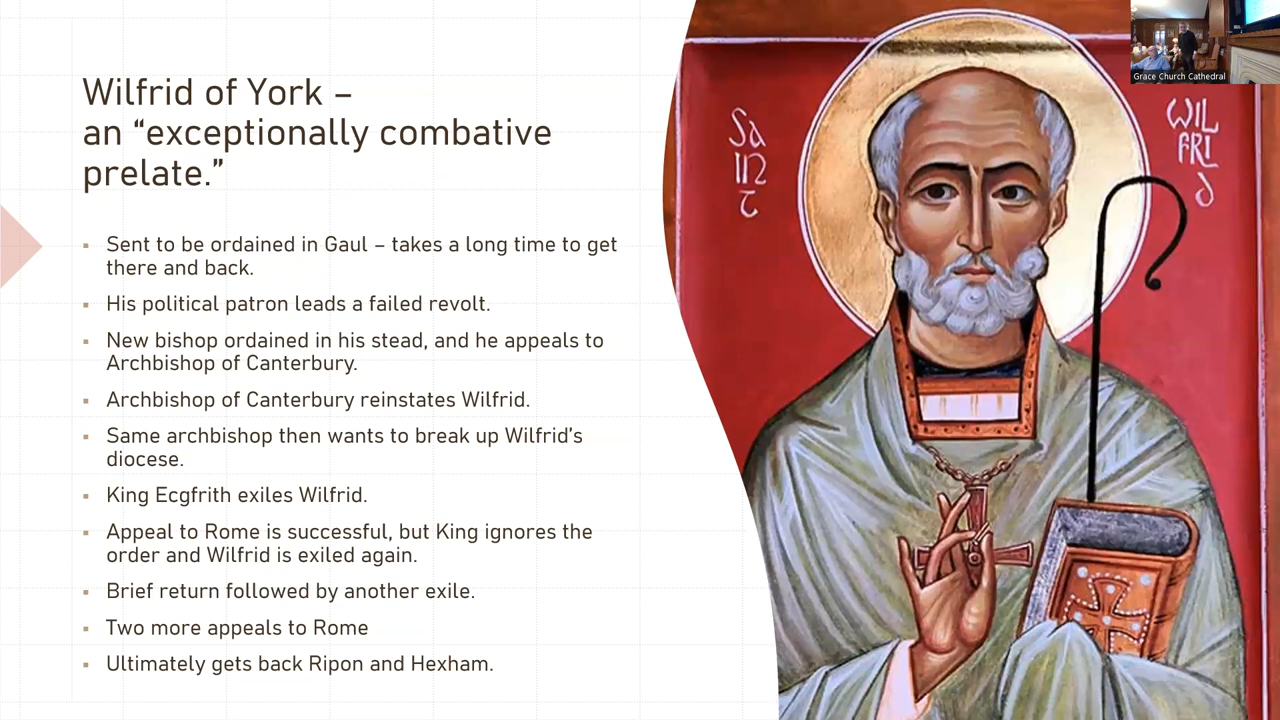 Wilfrid of York –
an “exceptionally combative
prelate.”
▪ Sent to be ordained in Gaul – takes a long time to get
there and back.
▪ His political patron leads a failed revolt.
▪ New bishop ordained in his stead, and he appeals to
Archbishop of Canterbury.
▪ Archbishop of Canterbury reinstates Wilfrid.
▪ Same archbishop then wants to break up Wilfrid’s
diocese.
▪ King Ecgfrith exiles Wilfrid.
▪ Appeal to Rome is successful, but King ignores the
order and Wilfrid is exiled again.
▪ Brief return followed by another exile.
▪ Two more appeals to Rome
▪ Ultimately gets back Ripon and Hexham.
Sa
in
t
WIL
FRI
D
Grace Church Cathedral